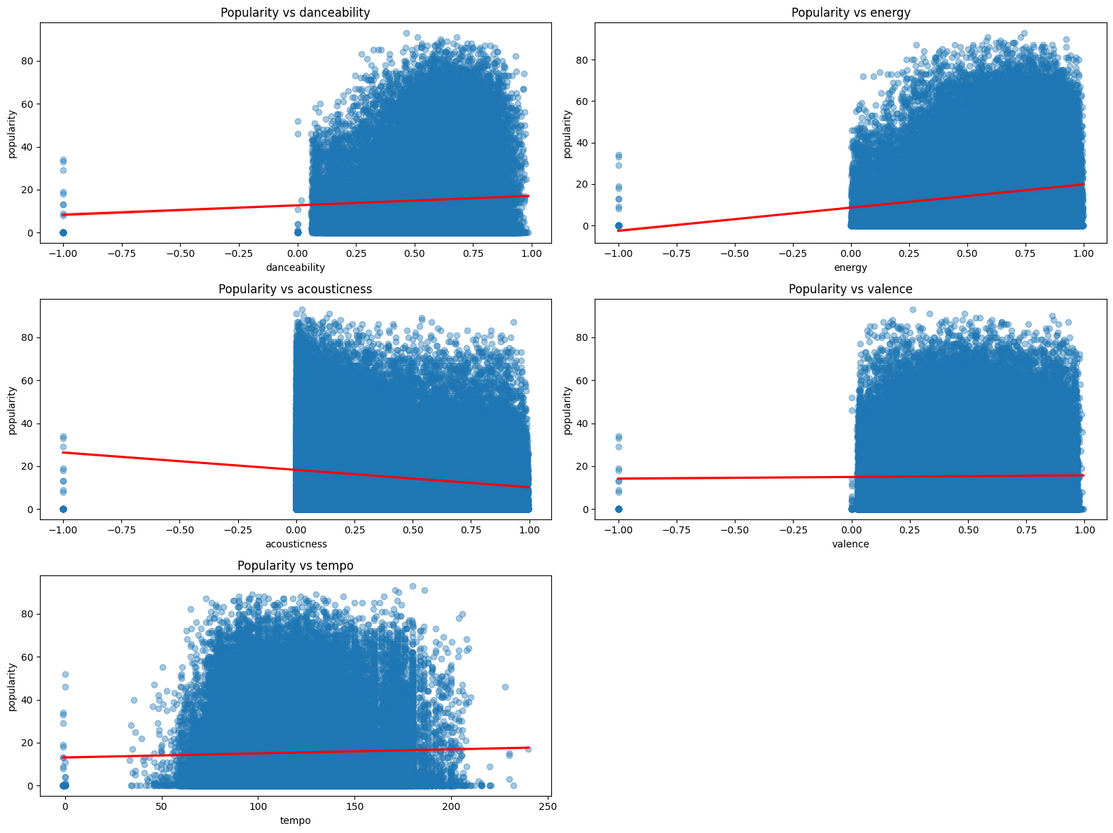 Popularity vs danceability
popularity
80
60
40
20
0
−1.00 −0.75 −0.50 −0.25 0.00 0.25 0.50 0.75 1.00
danceability
Popularity vs energy
popularity
80
60
40
20
0
−1.00 −0.75 −0.50 −0.25 0.00 0.25 0.50 0.75 1.00
energy
Popularity vs acousticness
popularity
80
60
40
20
0
−1.00 −0.75 −0.50 −0.25 0.00 0.25 0.50 0.75 1.00
acousticness
Popularity vs valence
popularity
80
60
40
20
0
−1.00 −0.75 −0.50 −0.25 0.00 0.25 0.50 0.75 1.00
valence
Popularity vs tempo
popularity
80
60
40
20
0
0 50 100 150 200 250
tempo